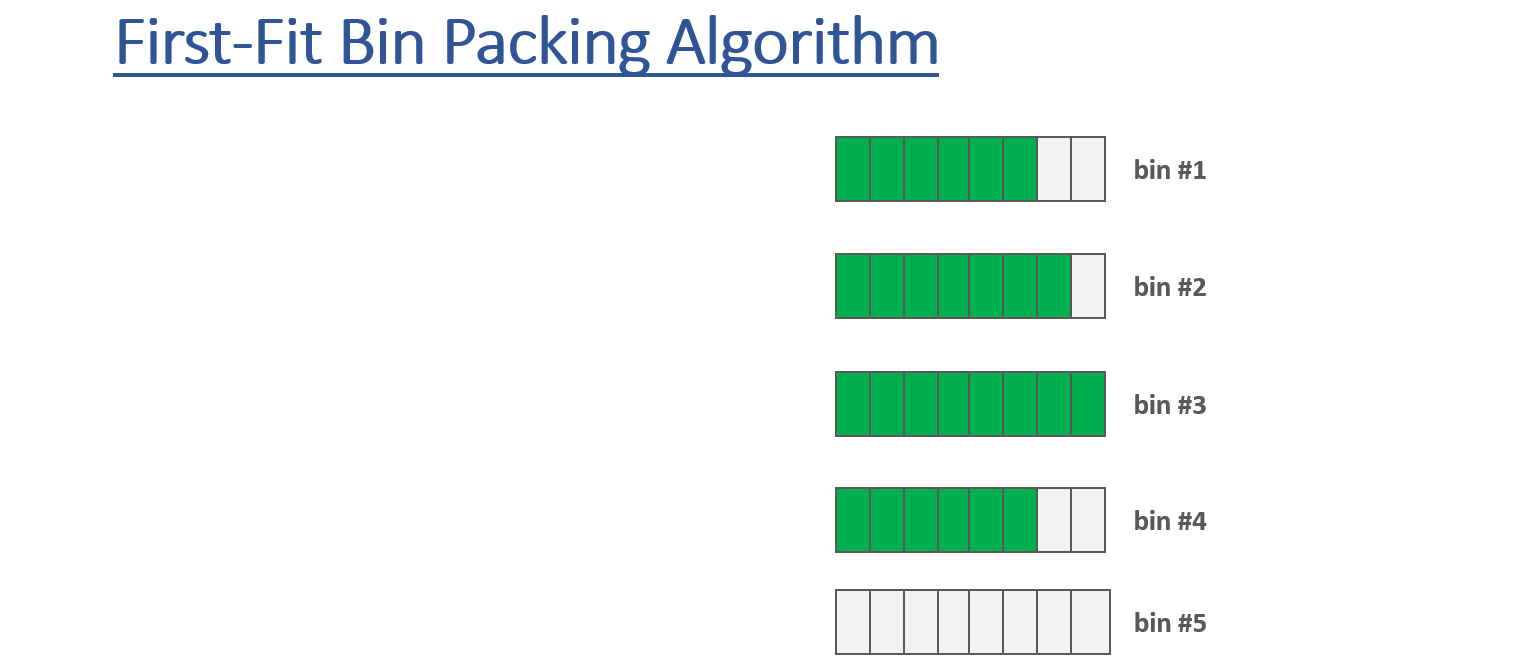 First-Fit Bin Packing Algorithm
bin #1
bin #2
bin #3
bin #4
bin #5